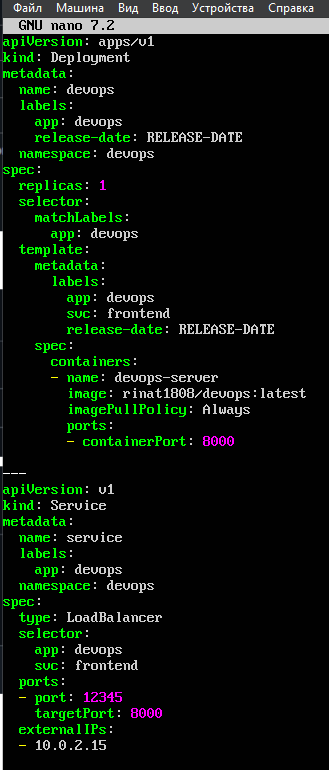 Файл Машина Вид Ввод Устройства Справка
GNU nano 7.2
apiVersion: apps/v1
kind: Deployment
metadata:
  name: devops
  labels:
    app: devops
    release-date: RELEASE-DATE
  namespace: devops
spec:
  replicas: 1
  selector:
    matchLabels:
      app: devops
  template:
    metadata:
      labels:
        app: devops
        svc: frontend
        release-date: RELEASE-DATE
    spec:
      containers:
      - name: devops-server
        image: rinat1808/devops:latest
        imagePullPolicy: Always
        ports:
        - containerPort: 8000
---
apiVersion: v1
kind: Service
metadata:
  name: service
  labels:
    app: devops
  namespace: devops
spec:
  type: LoadBalancer
  selector:
    app: devops
    svc: frontend
  ports:
  - port: 12345
    targetPort: 8000
  externalIPs:
  - 10.0.2.15